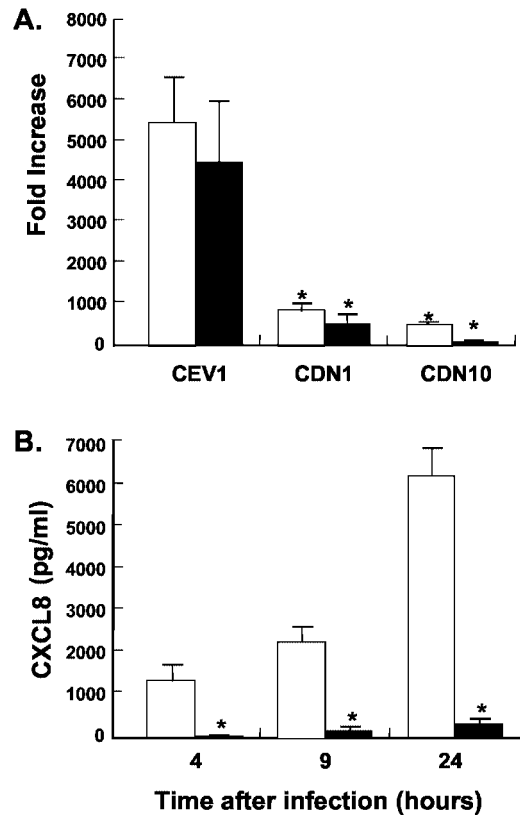 A.
Fold Increase
8000
7000
6000
5000
4000
3000
2000
1000
0
* * * *
CEV1 CDN1 CDN10
B.
CXCL8 (pg/ml)
7000
6000
5000
4000
3000
2000
1000
0
* * *
4 9 24
Time after infection (hours)